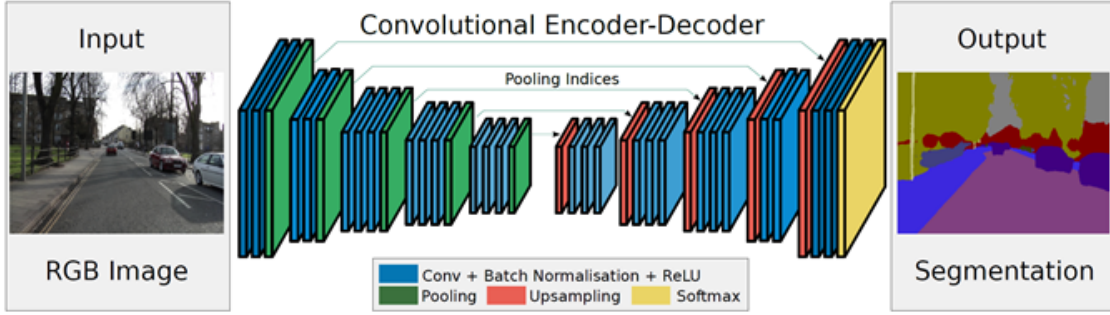 Input
RGB Image
Convolutional Encoder-Decoder
Pooling Indices
Conv + Batch Normalisation + ReLU
Pooling
Upsampling
Softmax
Output
Segmentation